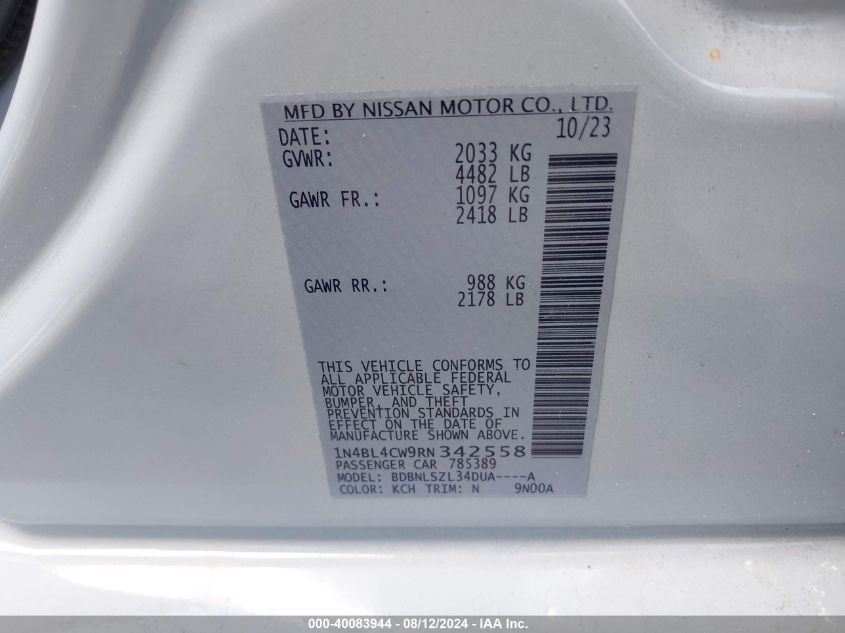 MFD BY NISSAN MOTOR CO., LTD.
DATE: 10/23
GVWR: 2033 KG
4482 LB
GAWR FR.: 1097 KG
2418 LB
GAWR RR.: 988 KG
2178 LB
THIS VEHICLE CONFORMS TO
ALL APPLICABLE FEDERAL
MOTOR VEHICLE SAFETY,
BUMPER, AND THEFT
PREVENTION STANDARDS IN
EFFECT ON THE DATE OF
MANUFACTURE SHOWN ABOVE.
1N4BL4CW9RN342558
PASSENGER CAR 785389
MODEL: BDBNLSZL34DUA----A
COLOR: KCH TRIM: N 9N00A
000-40083944 - 08/12/2024 - IAA Inc.